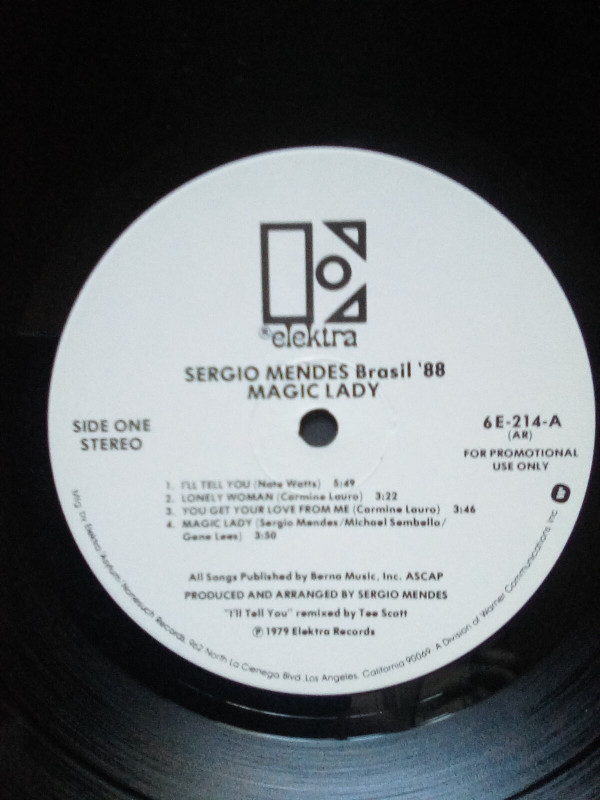 ® elektra
SERGIO MENDES Brasil '88
MAGIC LADY
SIDE ONE
STEREO
6E-214-A
(AR)
FOR PROMOTIONAL
USE ONLY
1. I'LL TELL YOU (Nate Watts) 5:49
2. LONELY WOMAN (Carmine Lauro) 3:22
3. YOU GET YOUR LOVE FROM ME (Carmine Lauro) 3:46
4. MAGIC LADY (Sergio Mendes/Michael Sembello/
Gene Lees) 3:50
All Songs Published by Berna Music, Inc. ASCAP
PRODUCED AND ARRANGED BY SERGIO MENDES
"I'll Tell You" remixed by Tee Scott
℗ 1979 Elektra Records
Mfg. by Elektra/Asylum/Nonesuch Records, 962 North La Cienega Blvd. Los Angeles, California 90069. A Division of Warner Communications Inc.